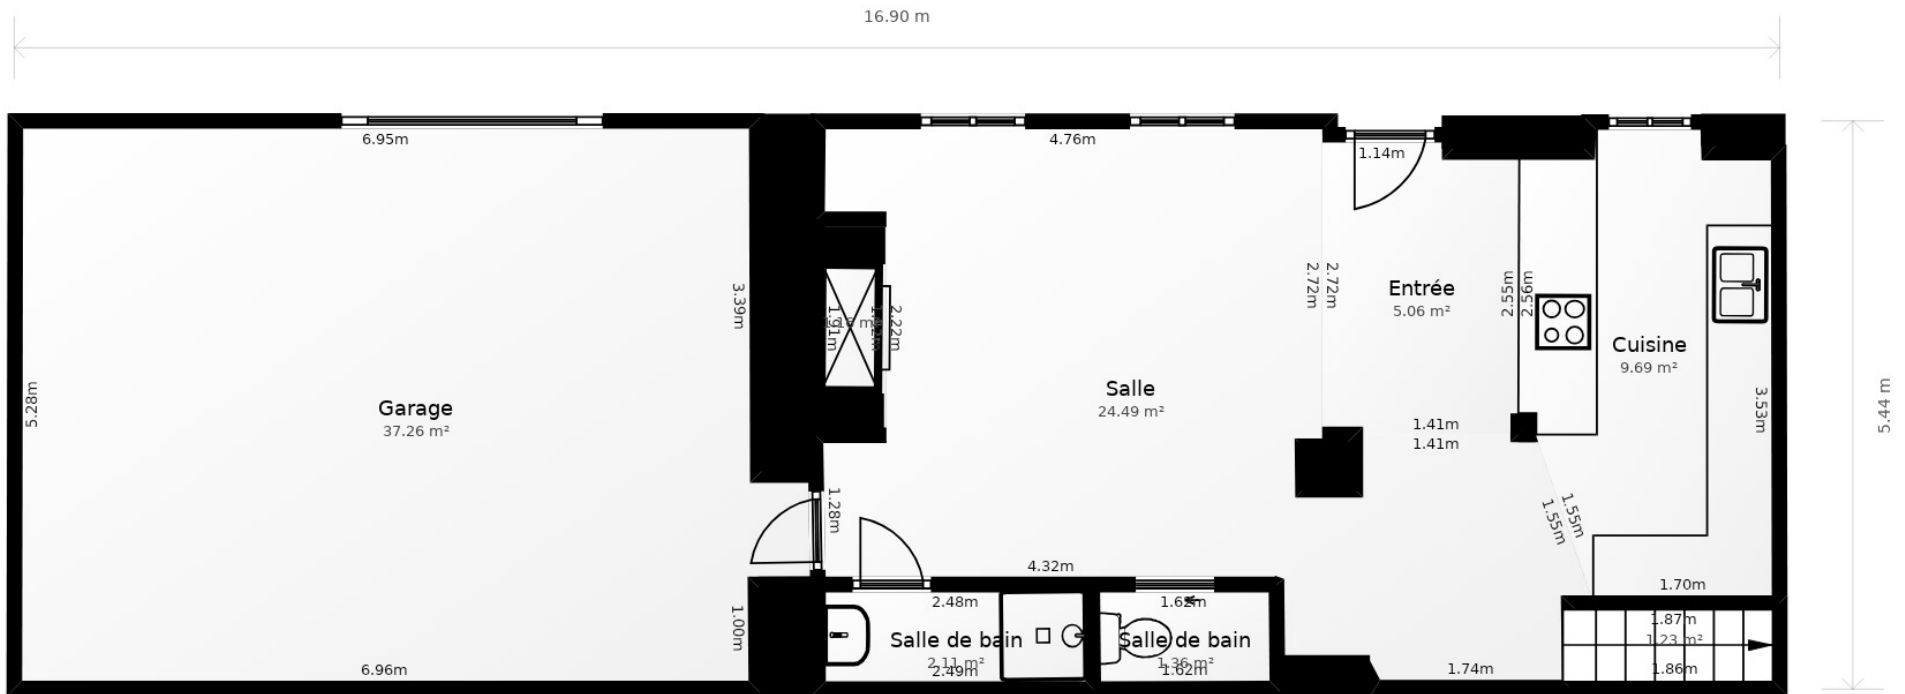 16.90 m
6.95m
4.76m
1.14m
3.39m
1.91m
2.22m
2.72m
2.72m
Entrée
5.06 m²
2.55m
2.56m
Cuisine
9.69 m²
5.28m
Garage
37.26 m²
Salle
24.49 m²
1.41m
1.41m
3.53m
5.44 m
1.28m
1.55m
1.55m
4.32m
1.70m
2.48m
1.62m
1.00m
Salle de bain
2.11 m²
2.49m
Salle de bain
1.36 m²
1.62m
1.87m
1.23 m²
1.86m
6.96m
1.74m